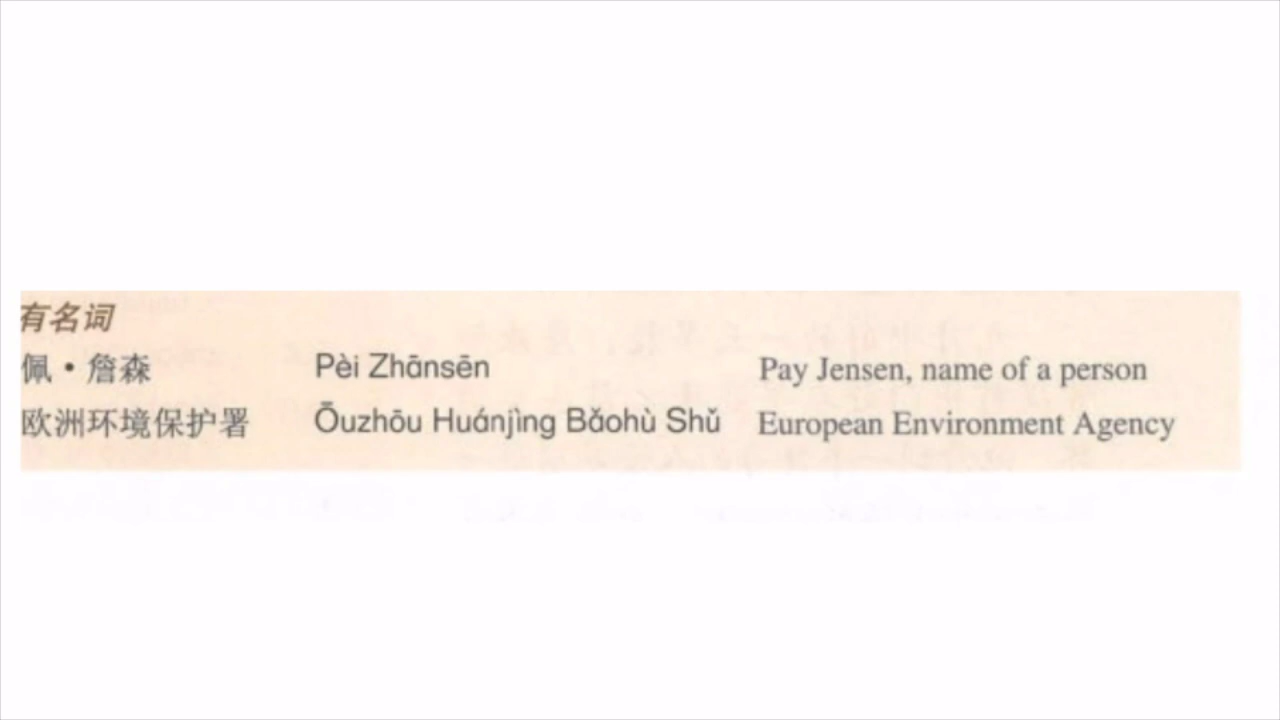 有名词
佩·詹森 Pèi Zhānsēn Pay Jensen, name of a person
欧洲环境保护署 Ōuzhōu Huánjìng Bǎohù Shǔ European Environment Agency